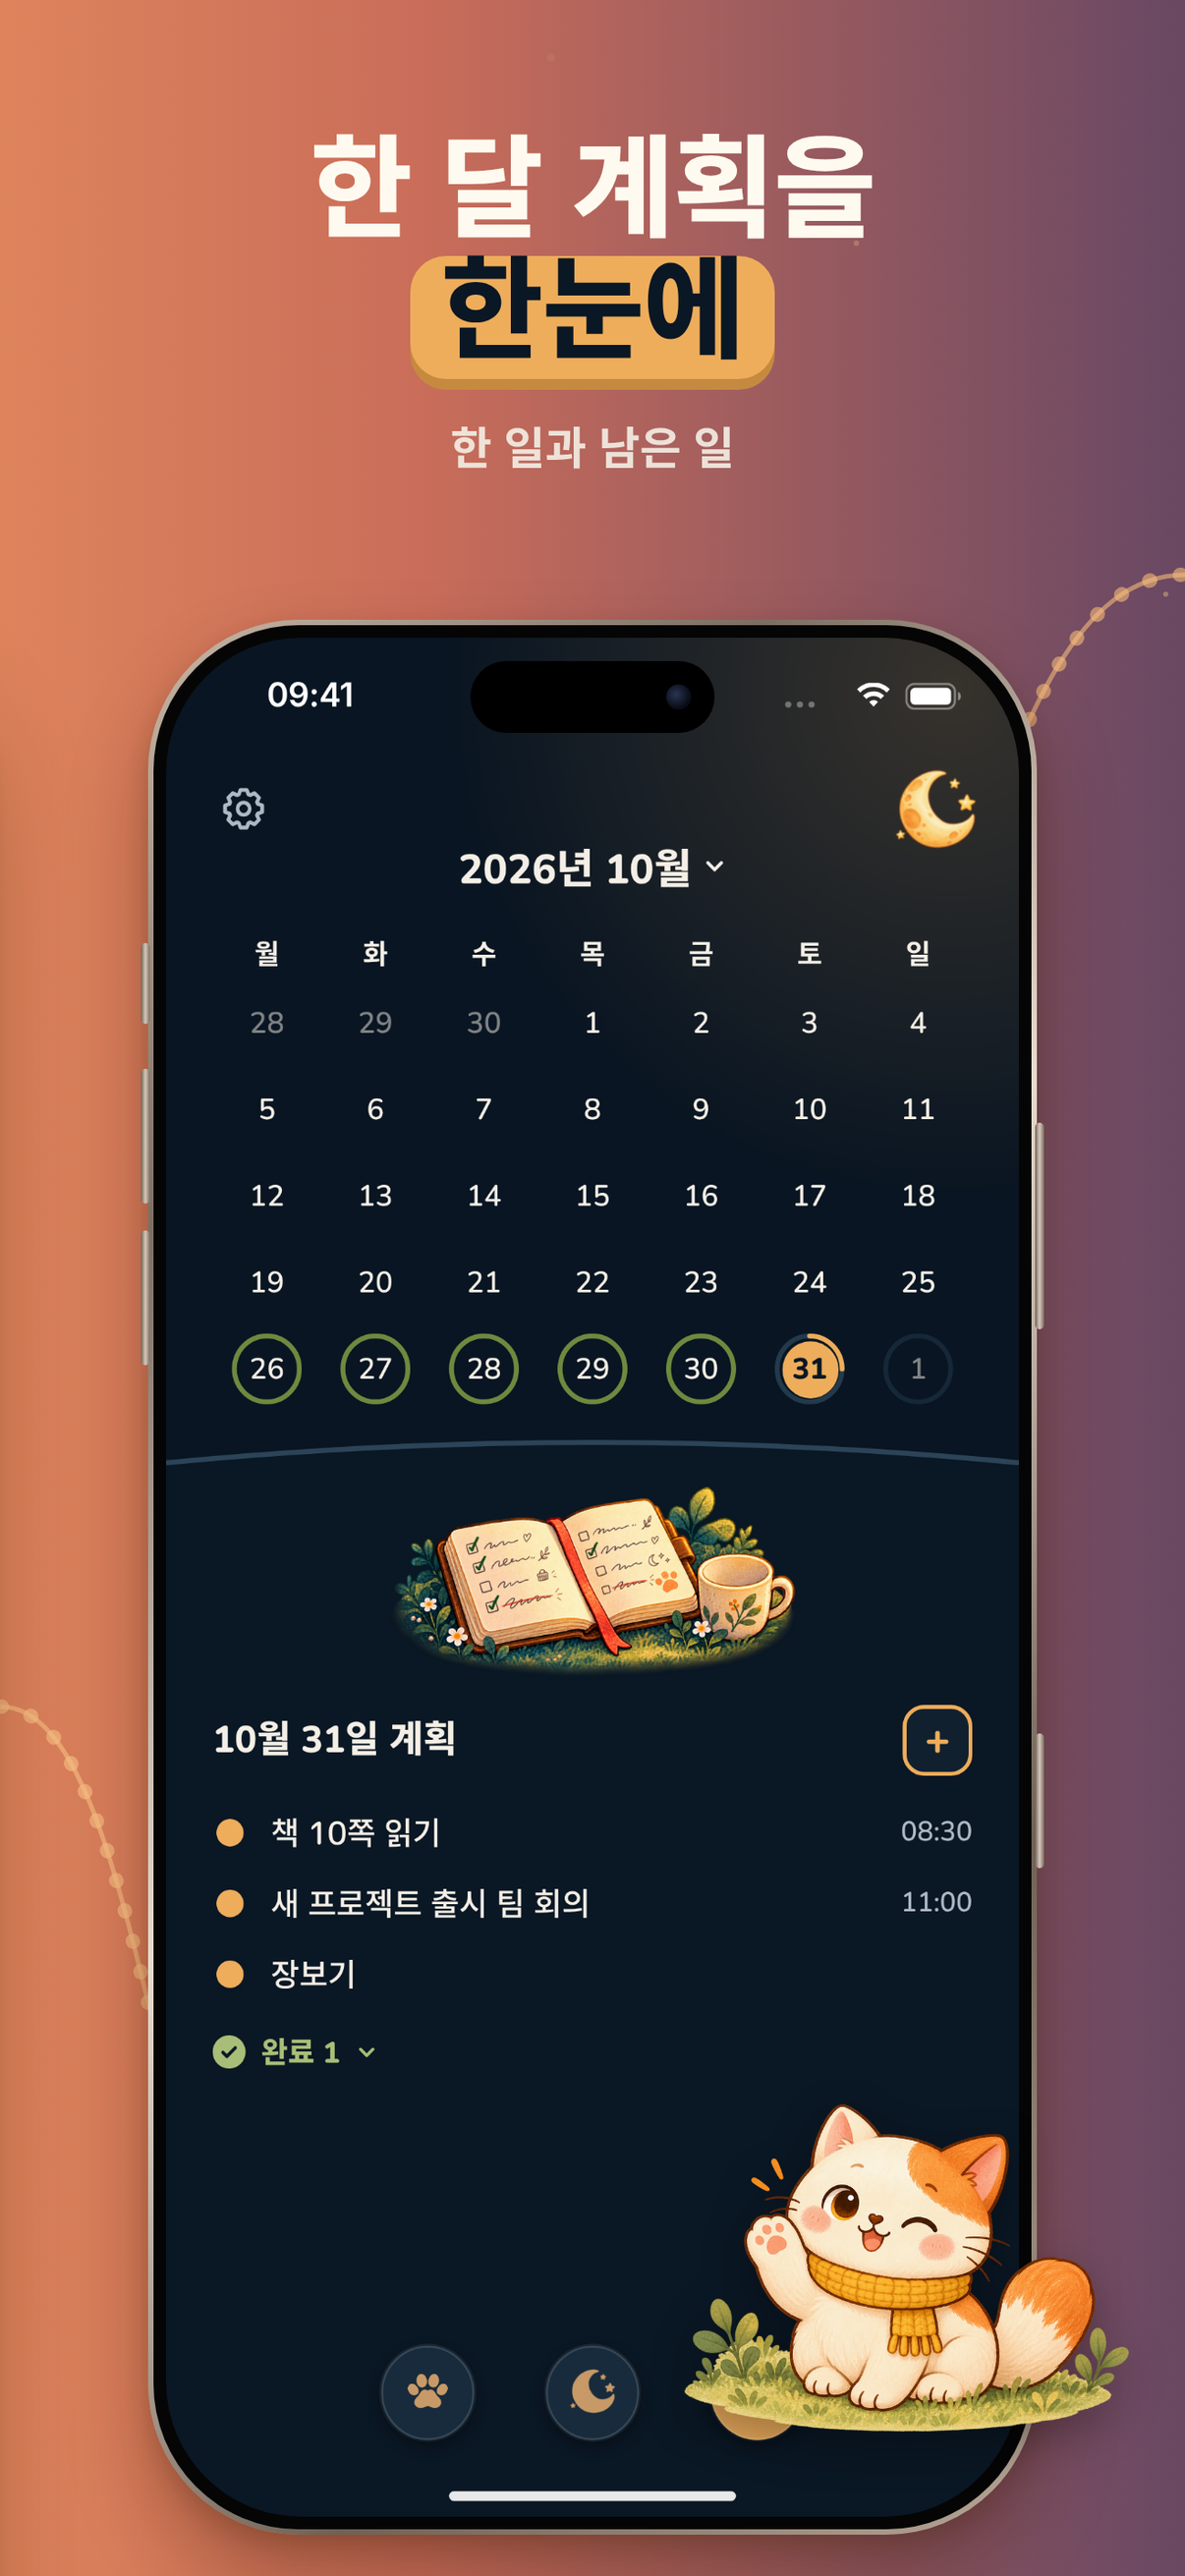 한 달 계획을
한눈에
한 일과 남은 일
09:41
2026년 10월
월 화 수 목 금 토 일
28 29 30 1 2 3 4
5 6 7 8 9 10 11
12 13 14 15 16 17 18
19 20 21 22 23 24 25
26 27 28 29 30 31 1
10월 31일 계획
+
책 10쪽 읽기 08:30
새 프로젝트 출시 팀 회의 11:00
장보기
완료 1